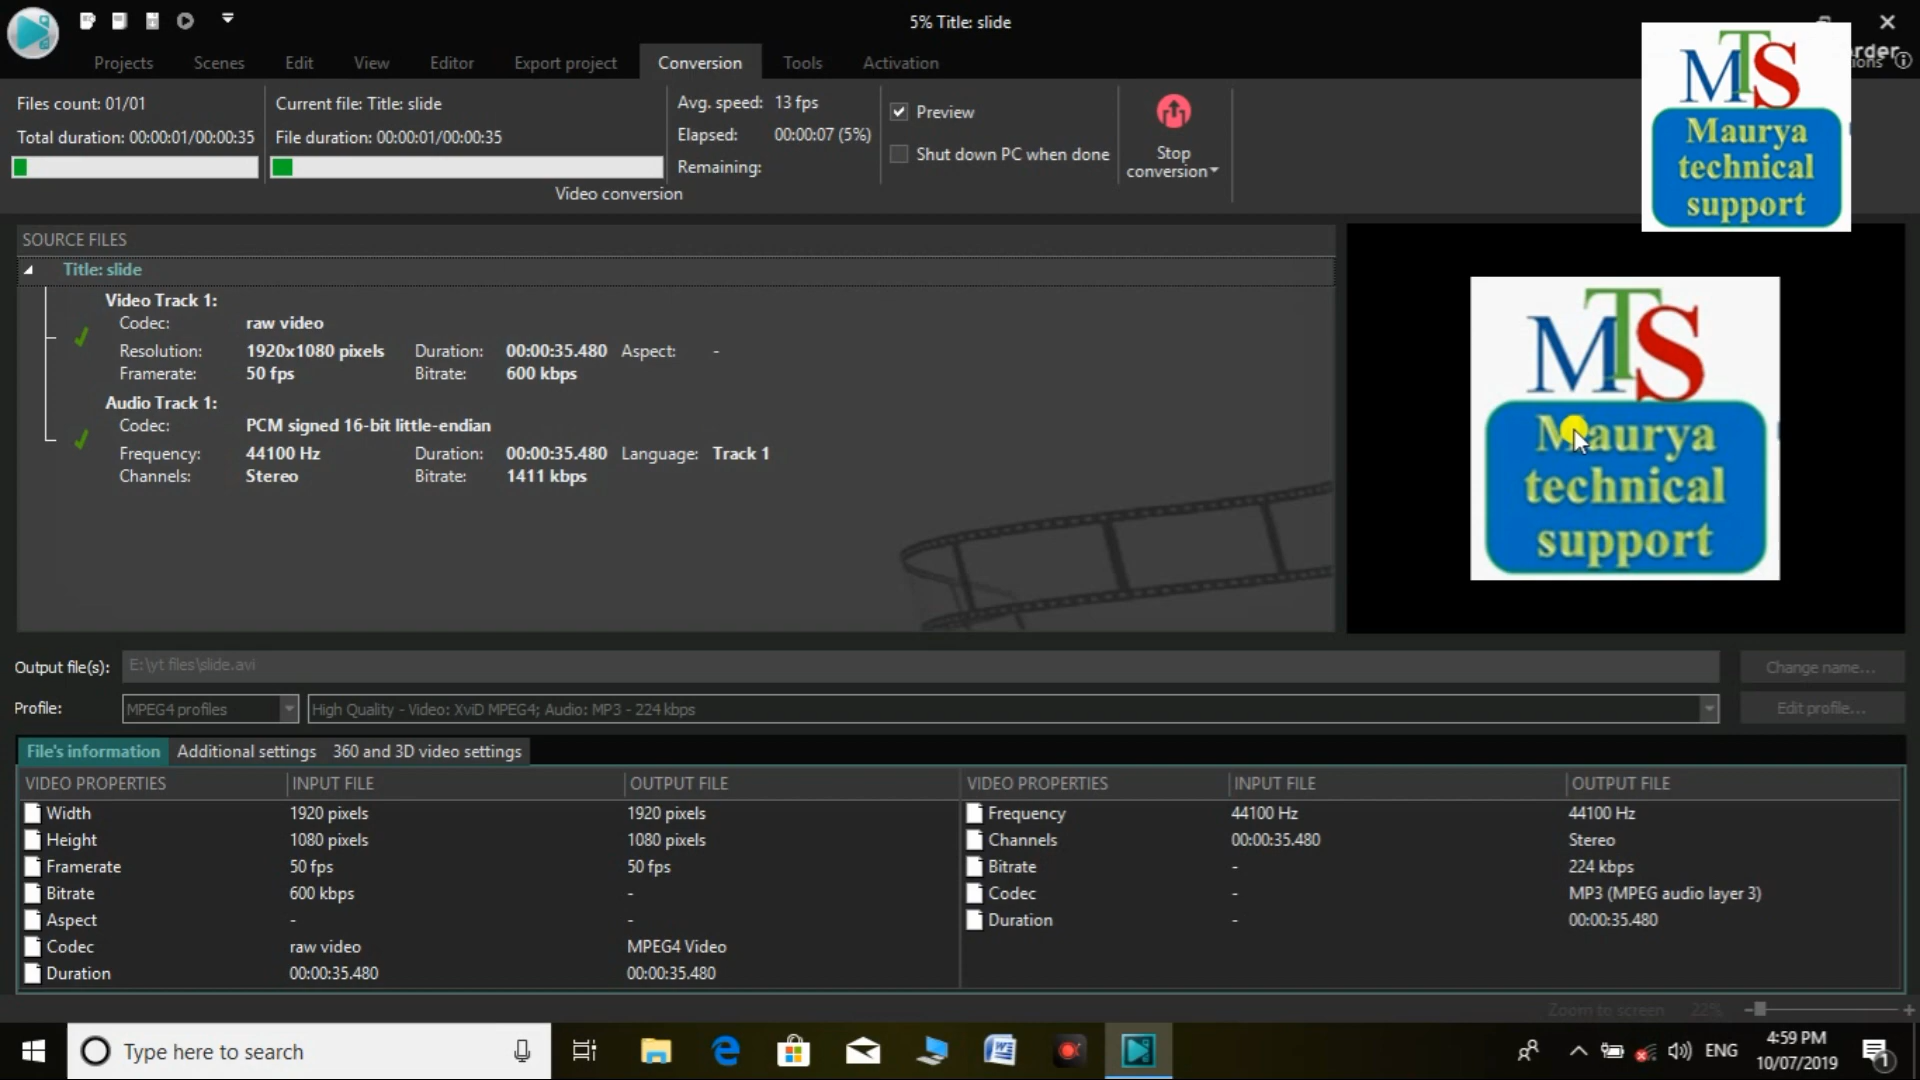 5% Title: slide
Projects Scenes Edit View Editor Export project Conversion Tools Activation
MTS
Maurya
technical
support
Files count: 01/01
Total duration: 00:00:01/00:00:35
Current file: Title: slide
File duration: 00:00:01/00:00:35
Avg. speed: 13 fps
Elapsed: 00:00:07 (5%)
Remaining:
Preview
Shut down PC when done
Stop
conversion
Video conversion
SOURCE FILES
Title: slide
Video Track 1:
Codec: raw video
Resolution: 1920x1080 pixels Duration: 00:00:35.480 Aspect: -
Framerate: 50 fps Bitrate: 600 kbps
Audio Track 1:
Codec: PCM signed 16-bit little-endian
Frequency: 44100 Hz Duration: 00:00:35.480 Language: Track 1
Channels: Stereo Bitrate: 1411 kbps
MTS
Maurya
technical
support
Output file(s): E:\yt files\slide.avi Change name...
Profile: MPEG4 profiles High Quality - Video: XviD MPEG4; Audio: MP3 - 224 kbps Edit profile...
File's information Additional settings 360 and 3D video settings
VIDEO PROPERTIES INPUT FILE OUTPUT FILE
Width 1920 pixels 1920 pixels
Height 1080 pixels 1080 pixels
Framerate 50 fps 50 fps
Bitrate 600 kbps -
Aspect - -
Codec raw video MPEG4 Video
Duration 00:00:35.480 00:00:35.480
VIDEO PROPERTIES INPUT FILE OUTPUT FILE
Frequency 44100 Hz 44100 Hz
Channels 00:00:35.480 Stereo
Bitrate - 224 kbps
Codec - MP3 (MPEG audio layer 3)
Duration - 00:00:35.480
Zoom to screen 22%
Type here to search
ENG
4:59 PM
10/07/2019
1